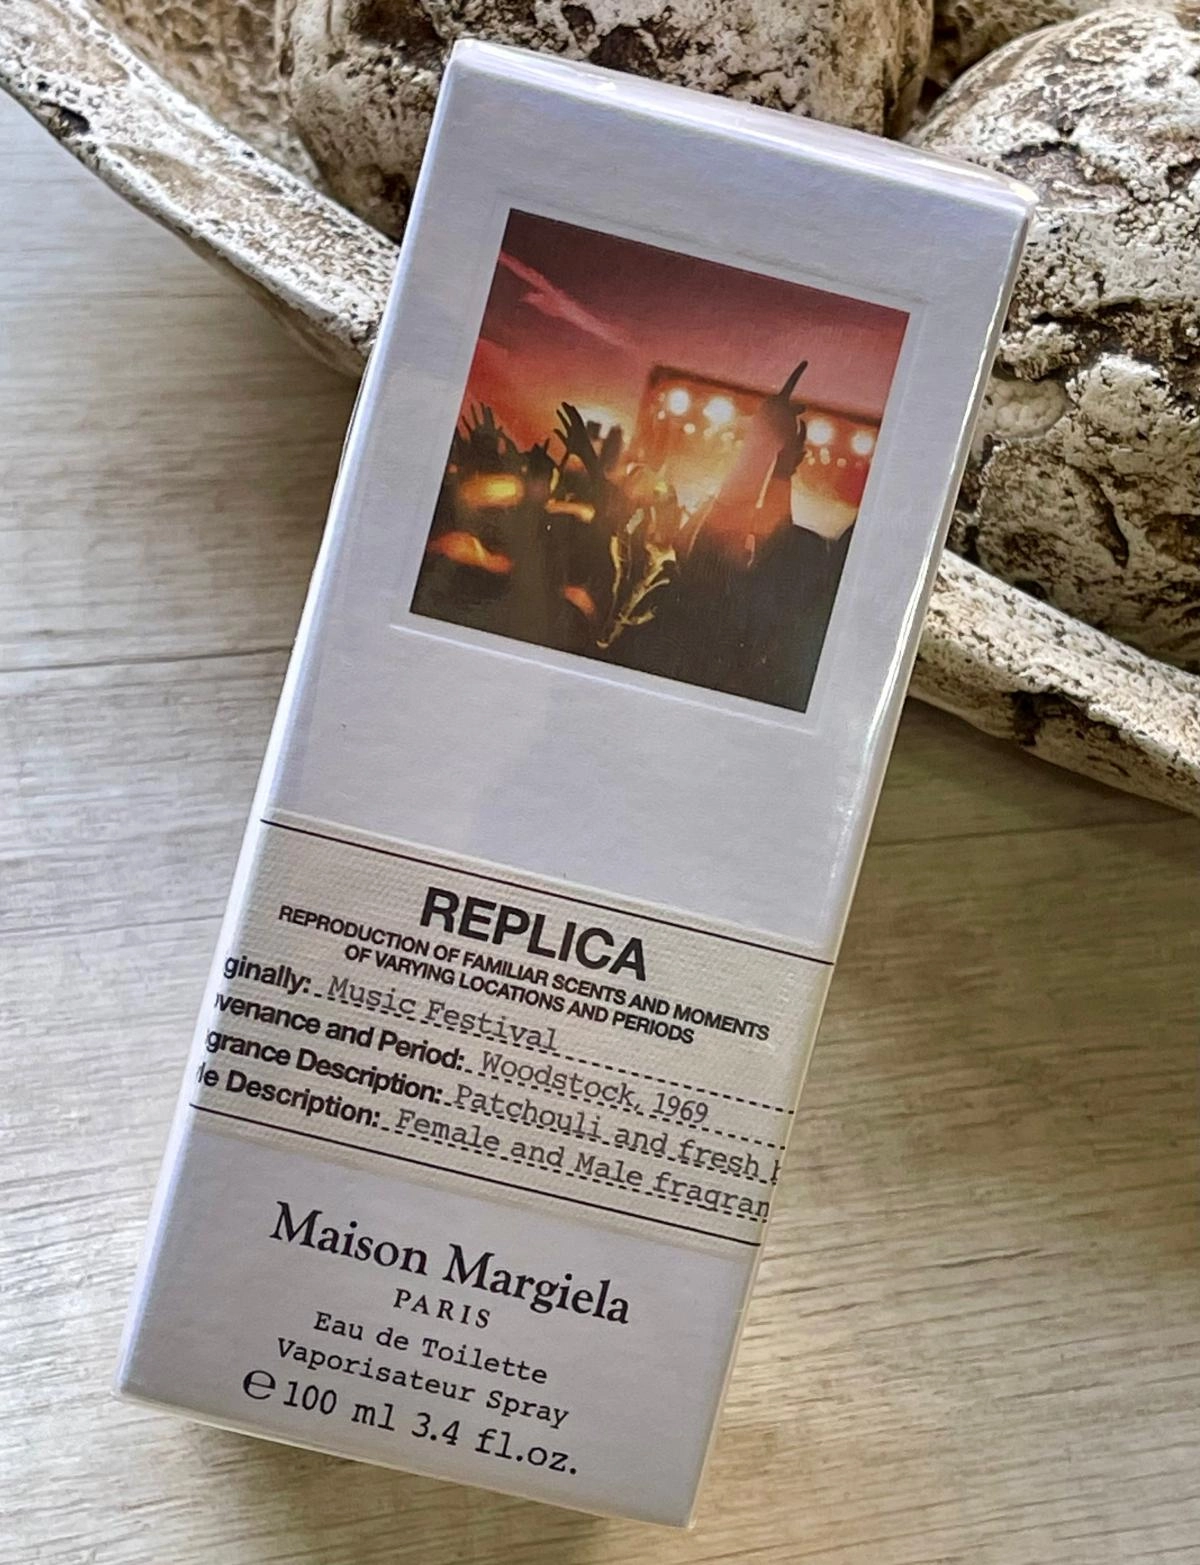 REPLICA
REPRODUCTION OF FAMILIAR SCENTS AND MOMENTS
OF VARYING LOCATIONS AND PERIODS
ginally: Music Festival
venance and Period: Woodstock, 1969
grance Description: Patchouli and fresh
le Description: Female and Male fragran
Maison Margiela
PARIS
Eau de Toilette
Vaporisateur Spray
℮ 100 ml 3.4 fl.oz.